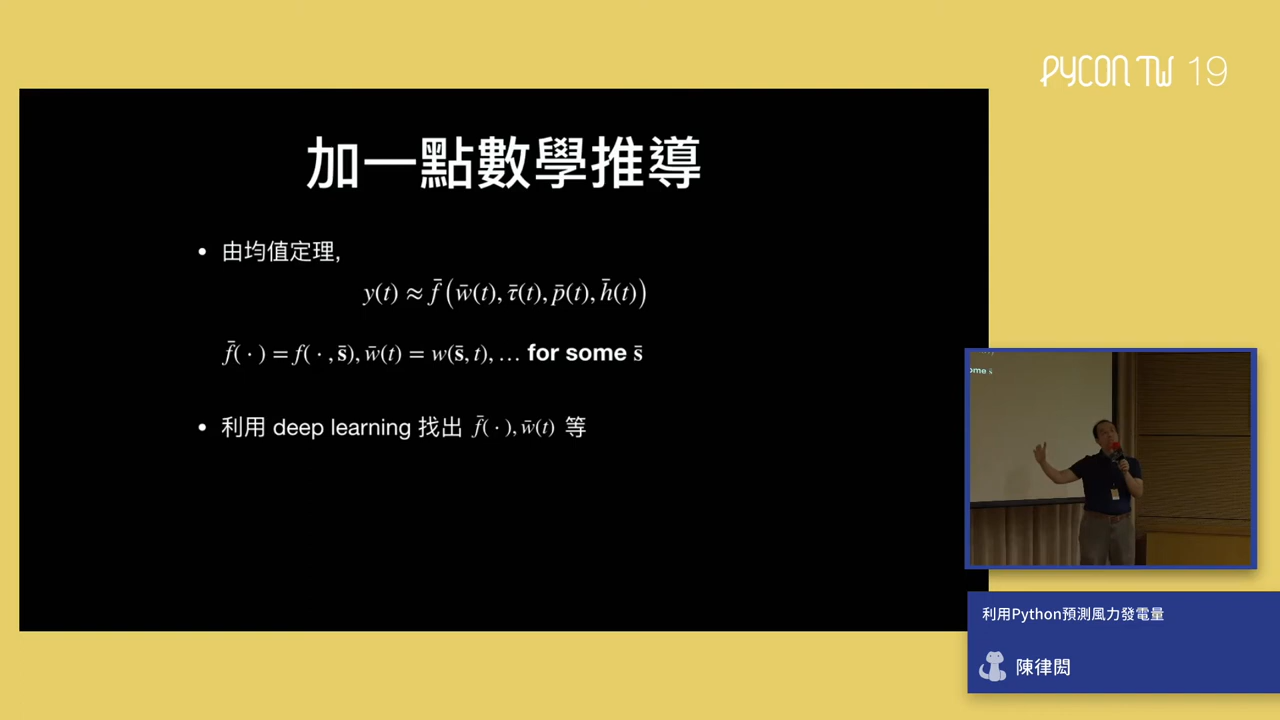 PYCON TW 19
加一點數學推導
• 由均值定理,
y(t) ≈ f̄(w̄(t), τ̄(t), p̄(t), h̄(t))
f̄( · ) = f( · , s̄), w̄(t) = w(s̄, t), … for some s̄
• 利用 deep learning 找出 f̄( · ), w̄(t) 等
ome s̄
利用Python預測風力發電量
陳律閎